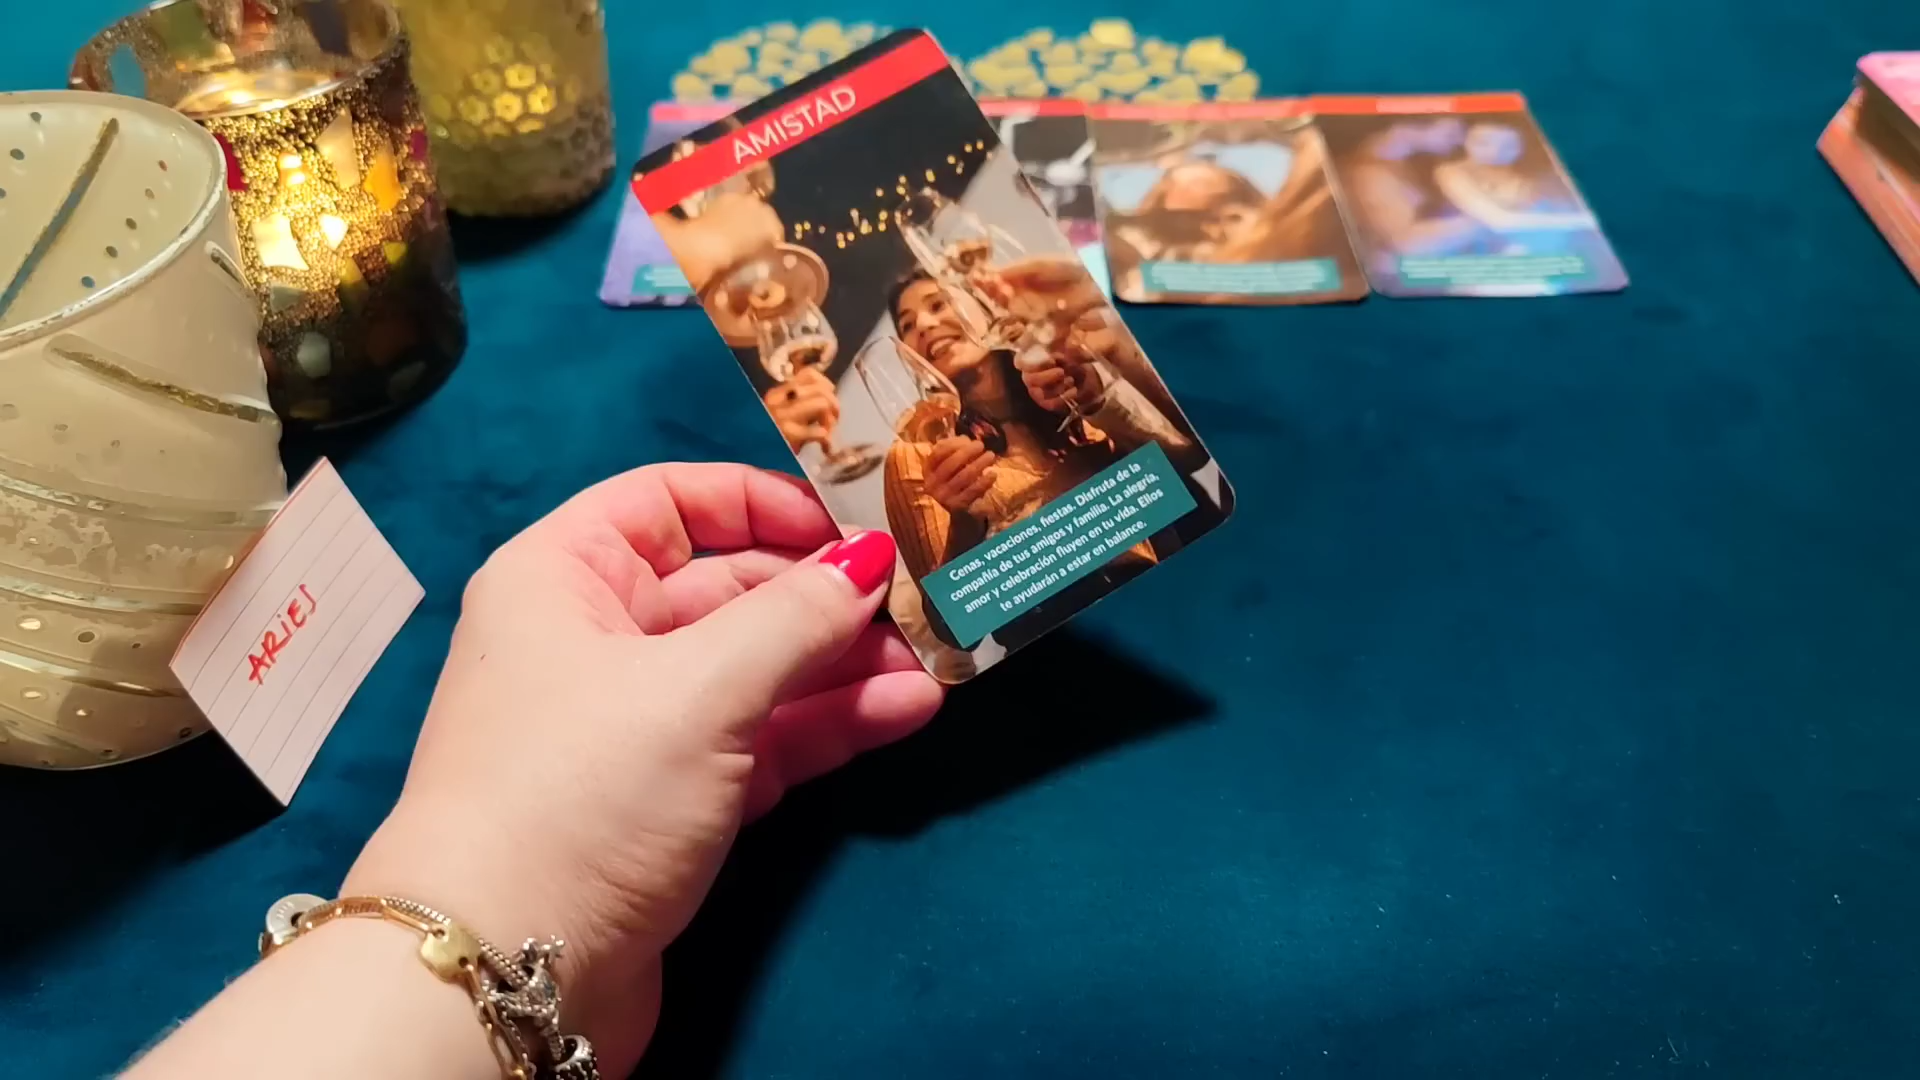 AMISTAD
Cenas, vacaciones, fiestas. Disfruta de la
compañía de tus amigos y familia. La alegría,
amor y celebración fluyen en tu vida. Ellos
te ayudarán a estar en balance.
ARIES